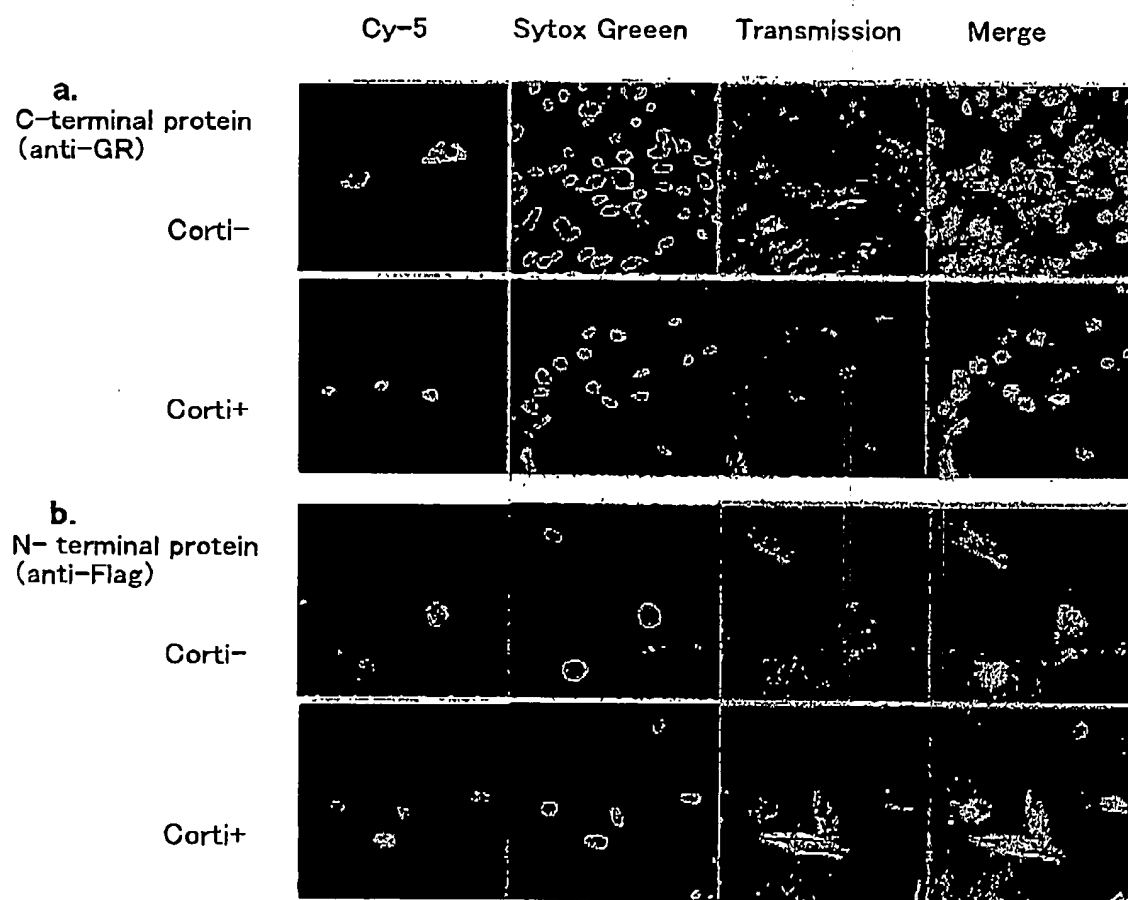 Cy-5 Sytox Greeen Transmission Merge
a.
C-terminal protein
(anti-GR)
Corti-
Corti+
b.
N- terminal protein
(anti-Flag)
Corti-
Corti+